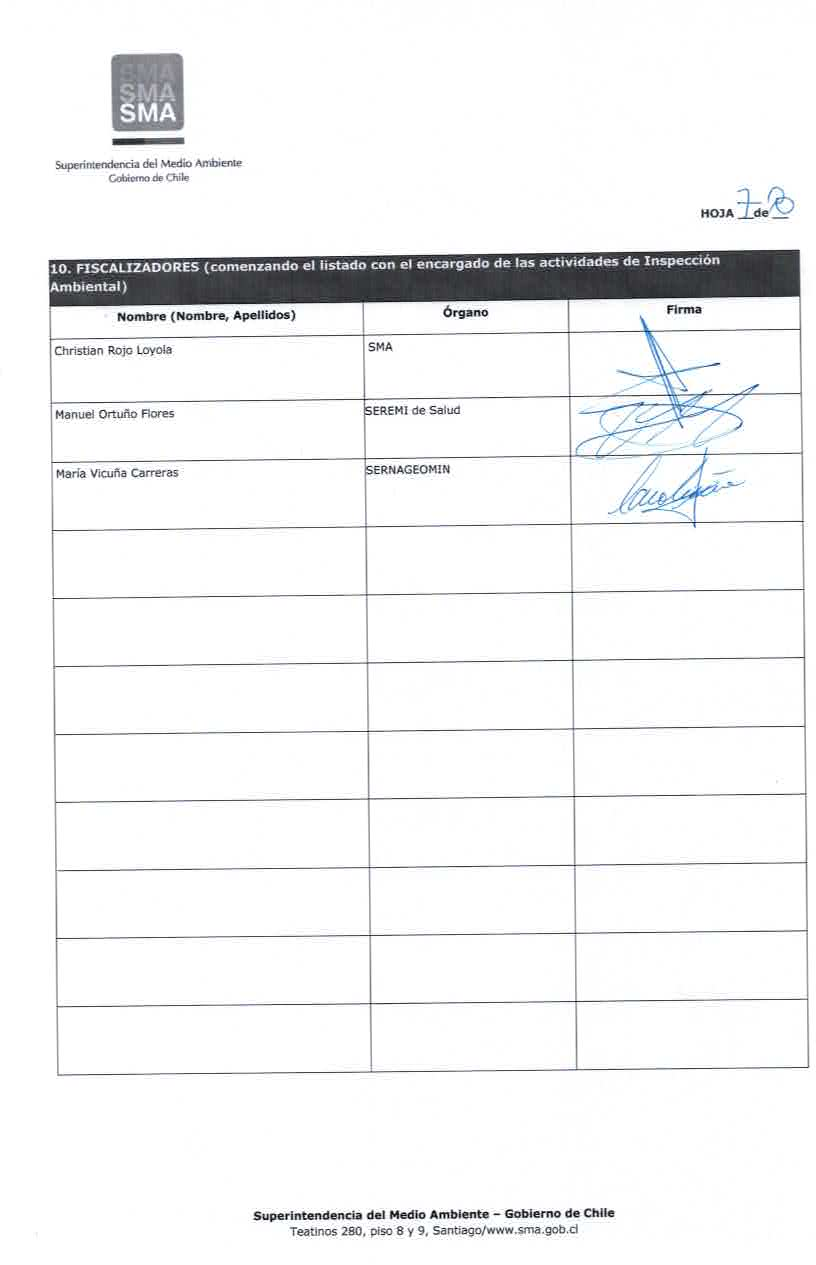 SMA
SMA
SMA
Superintendencia del Medio Ambiente
Gobierno de Chile
HOJA 7 de
10. FISCALIZADORES (comenzando el listado con el encargado de las actividades de Inspección
Ambiental)
Nombre (Nombre, Apellidos) Órgano Firma
Christian Rojo Loyola SMA
Manuel Ortuño Flores SEREMI de Salud
María Vicuña Carreras SERNAGEOMIN
Superintendencia del Medio Ambiente – Gobierno de Chile
Teatinos 280, piso 8 y 9, Santiago/www.sma.gob.cl